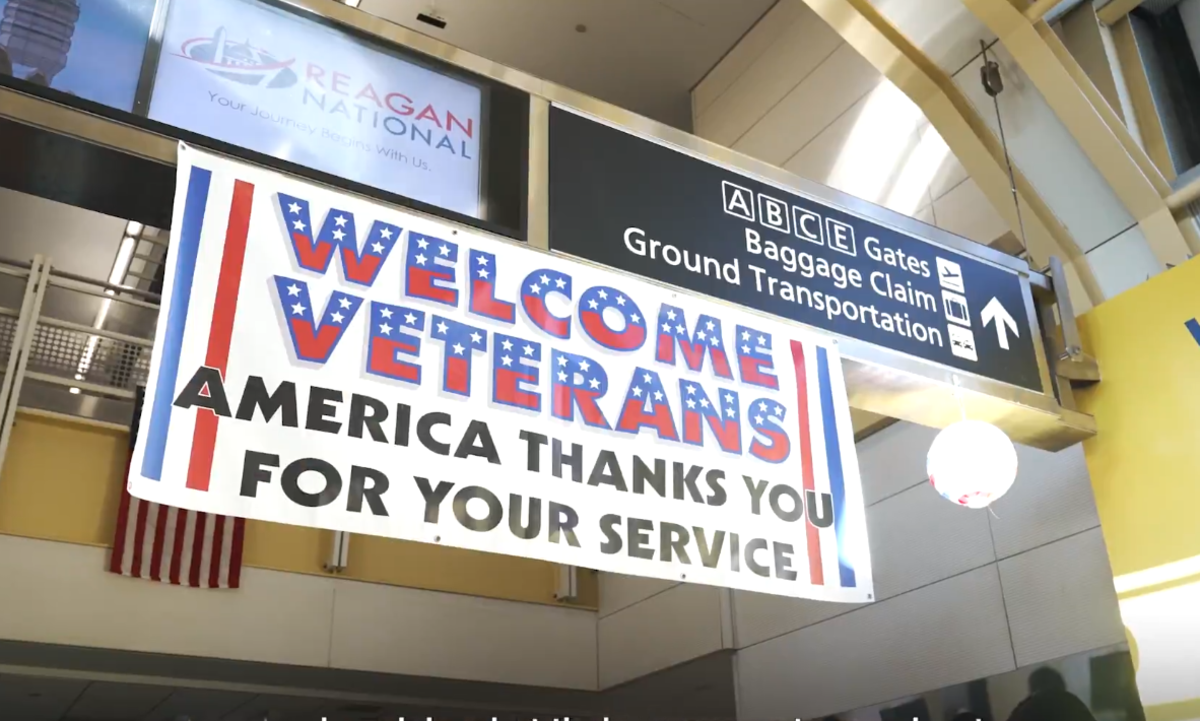 REAGAN
NATIONAL
Your Journey Begins With Us.
A B C E Gates
Baggage Claim
Ground Transportation
WELCOME
VETERANS
AMERICA THANKS YOU
FOR YOUR SERVICE